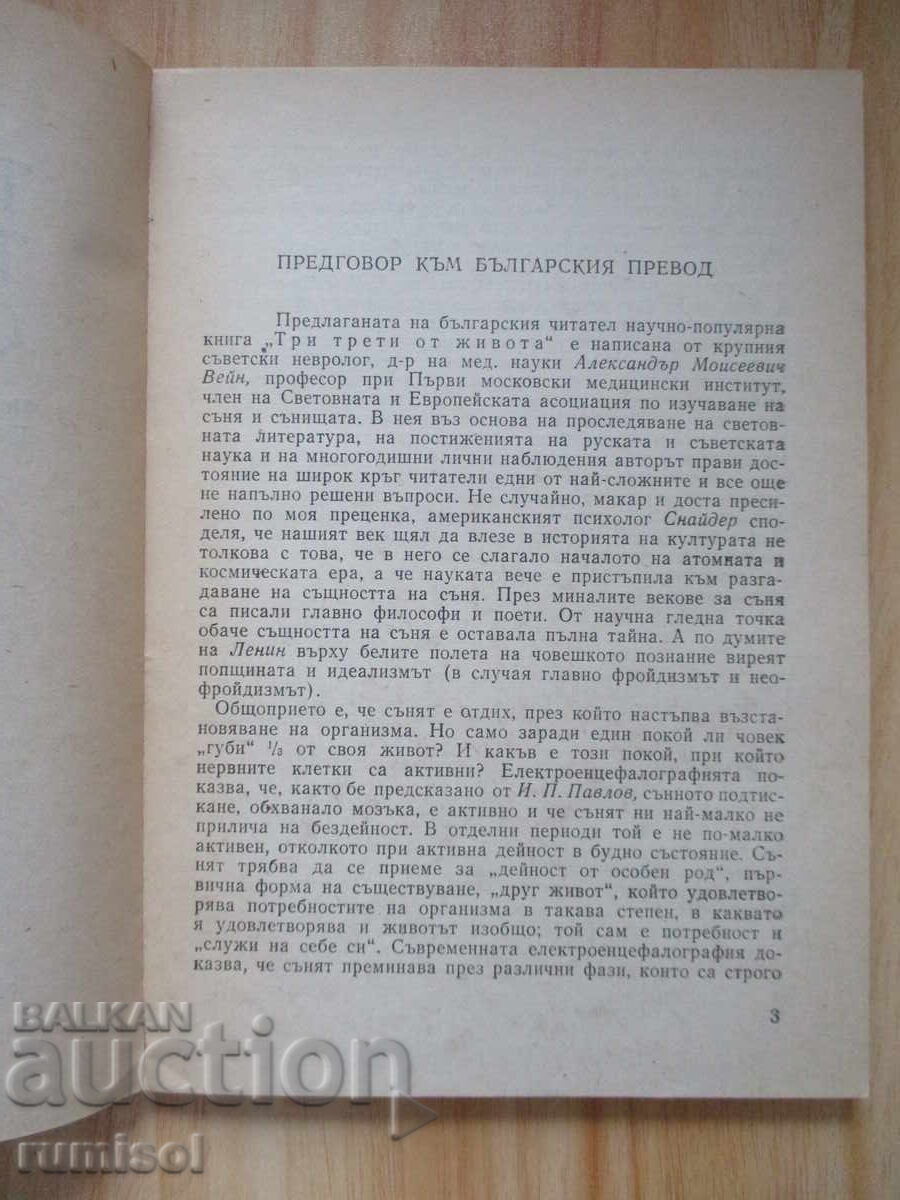 ПРЕДГОВОР КЪМ БЪЛГАРСКИЯ ПРЕВОД
Предлаганата на българския читател научно-популярна
книга „Три трети от живота“ е написана от крупния
съветски невролог, д-р на мед. науки Александър Моисеевич
Вейн, професор при Първи московски медицински институт,
член на Световната и Европейската асоциация по изучаване на
съня и сънищата. В нея въз основа на проследяване на светов-
ната литература, на постиженията на руската и съветската
наука и на многогодишни лични наблюдения авторът прави дос-
тояние на широк кръг читатели едни от най-сложните и все още
не напълно решени въпроси. Не случайно, макар и доста преси-
лено по моя преценка, американският психолог Снайдер спо-
деля, че нашият век щял да влезе в историята на културата не
толкова с това, че в него се слагало началото на атомната и
космическата ера, а че науката вече е пристъпила към разга-
даване на същността на съня. През миналите векове за съня
са писали главно философи и поети. От научна гледна точка
обаче същността на съня е оставала пълна тайна. А по думите
на Ленин върху белите полета на човешкото познание виреят
попщината и идеализмът (в случая главно фройдизмът и нео-
фройдизмът).
Общоприето е, че сънят е отдих, през който настъпва възста-
новяване на организма. Но само заради един покой ли човек
„губи“ 1/3 от своя живот? И какъв е този покой, при който
нервните клетки са активни? Електроенцефалографията по-
казва, че, както бе предсказано от И. П. Павлов, сънното подтис-
кане, обхванало мозъка, е активно и че сънят ни най-малко не
прилича на бездейност. В отделни периоди той е не по-малко
активен, отколкото при активна дейност в будно състояние. Съ-
нят трябва да се приеме за „дейност от особен род“, пър-
вична форма на съществуване, „друг живот“, който удовлетво-
рява потребностите на организма в такава степен, в каквато
я удовлетворява и животът изобщо; той сам е потребност и
„служи на себе си“. Съвременната електроенцефалография до-
казва, че сънят преминава през различни фази, които са строго
3
BALKAN
auction
rumisol